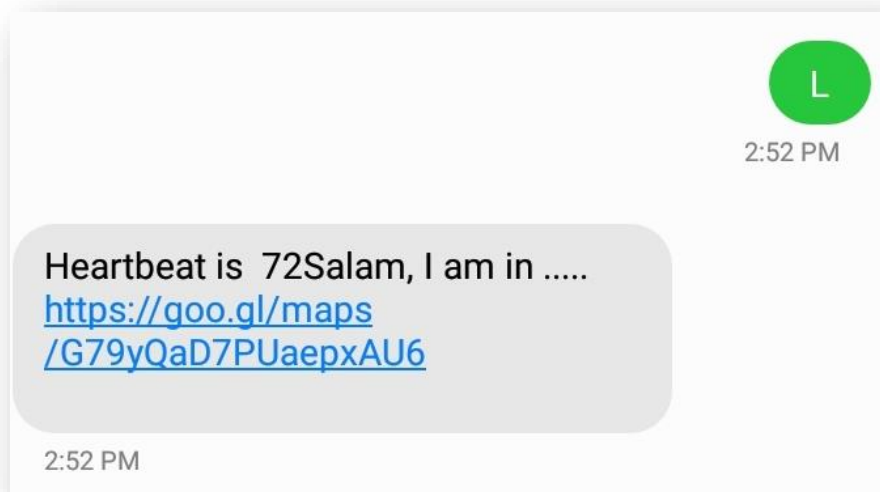 L
2:52 PM
Heartbeat is  72Salam, I am in .....
https://goo.gl/maps
/G79yQaD7PUaepxAU6
2:52 PM